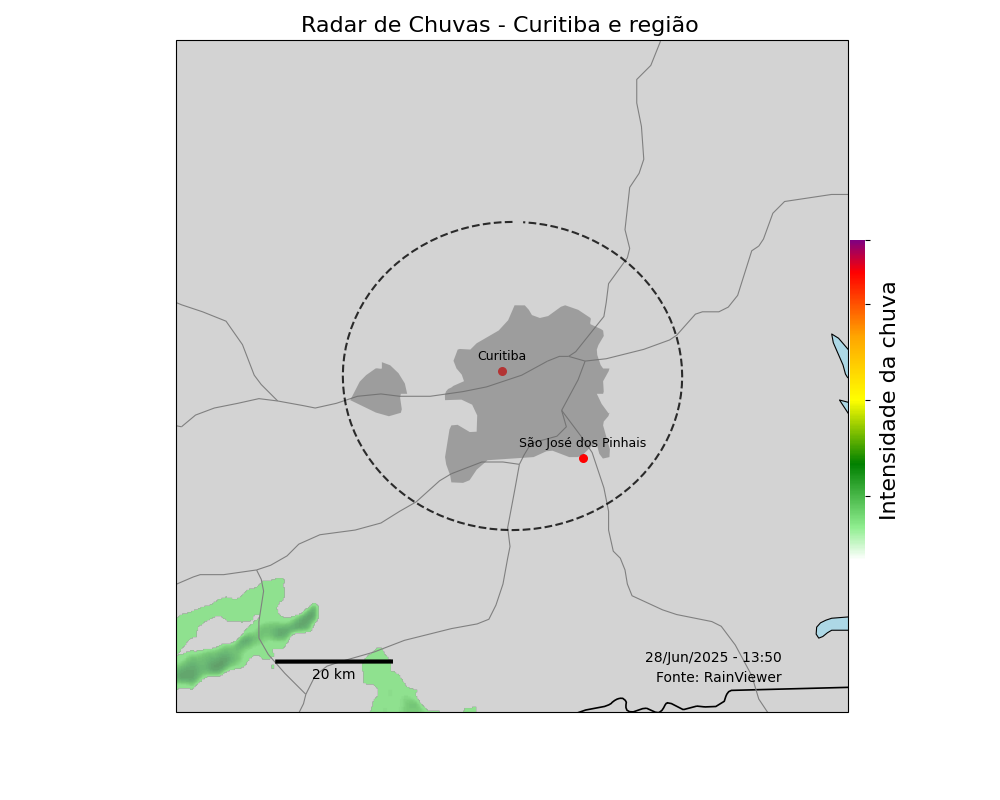 Radar de Chuvas - Curitiba e região
Curitiba
São José dos Pinhais
Intensidade da chuva
28/Jun/2025 - 13:50
Fonte: RainViewer
20 km